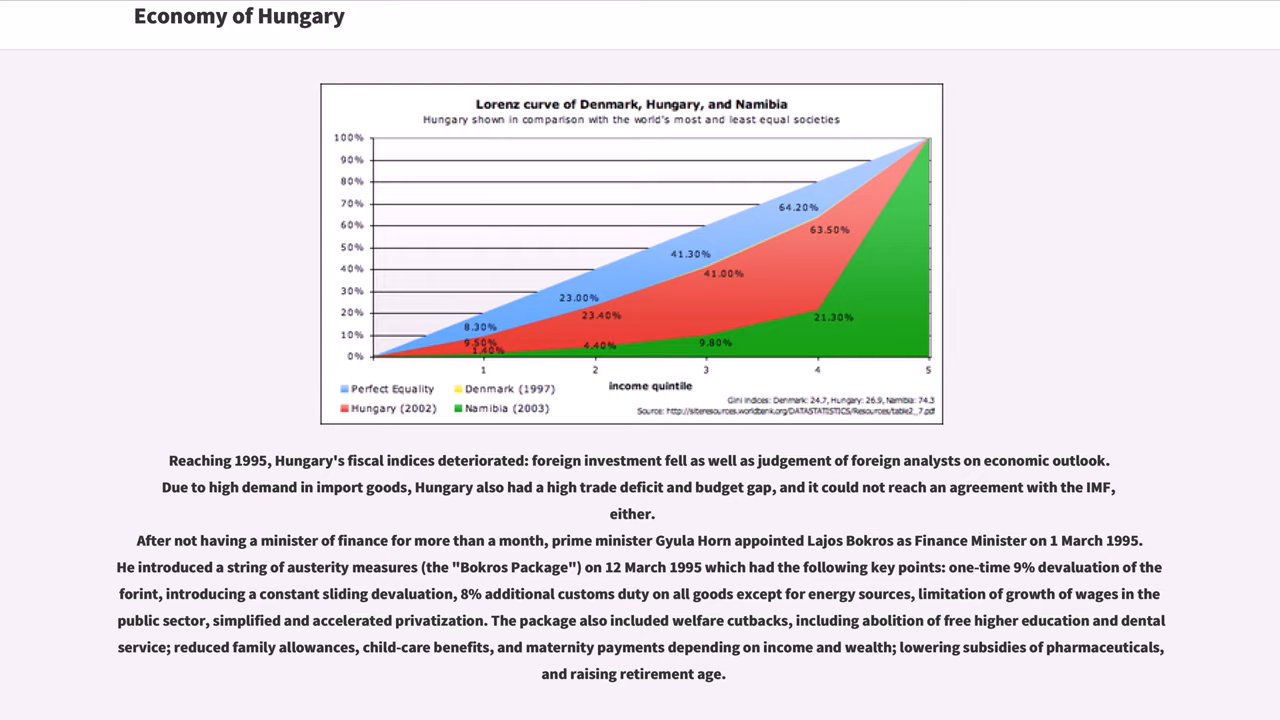 Economy of Hungary
Lorenz curve of Denmark, Hungary, and Namibia
Hungary shown in comparison with the world's most and least equal societies
100%
90%
80%
70%
60%
50%
40%
30%
20%
10%
0%
64.20%
63.50%
41.30%
41.00%
23.00%
23.40%
8.30%
9.50%
1.40%
4.40%
9.80%
21.30%
1 2 3 4 5
income quintile
Perfect Equality
Denmark (1997)
Hungary (2002)
Namibia (2003)
Gini indices: Denmark: 24.7, Hungary: 26.9, Namibia: 74.3
Source: http://siteresources.worldbank.org/DATASTATISTICS/Resources/table2_7.pdf
Reaching 1995, Hungary's fiscal indices deteriorated: foreign investment fell as well as judgement of foreign analysts on economic outlook.
Due to high demand in import goods, Hungary also had a high trade deficit and budget gap, and it could not reach an agreement with the IMF,
either.
After not having a minister of finance for more than a month, prime minister Gyula Horn appointed Lajos Bokros as Finance Minister on 1 March 1995.
He introduced a string of austerity measures (the "Bokros Package") on 12 March 1995 which had the following key points: one-time 9% devaluation of the
forint, introducing a constant sliding devaluation, 8% additional customs duty on all goods except for energy sources, limitation of growth of wages in the
public sector, simplified and accelerated privatization. The package also included welfare cutbacks, including abolition of free higher education and dental
service; reduced family allowances, child-care benefits, and maternity payments depending on income and wealth; lowering subsidies of pharmaceuticals,
and raising retirement age.